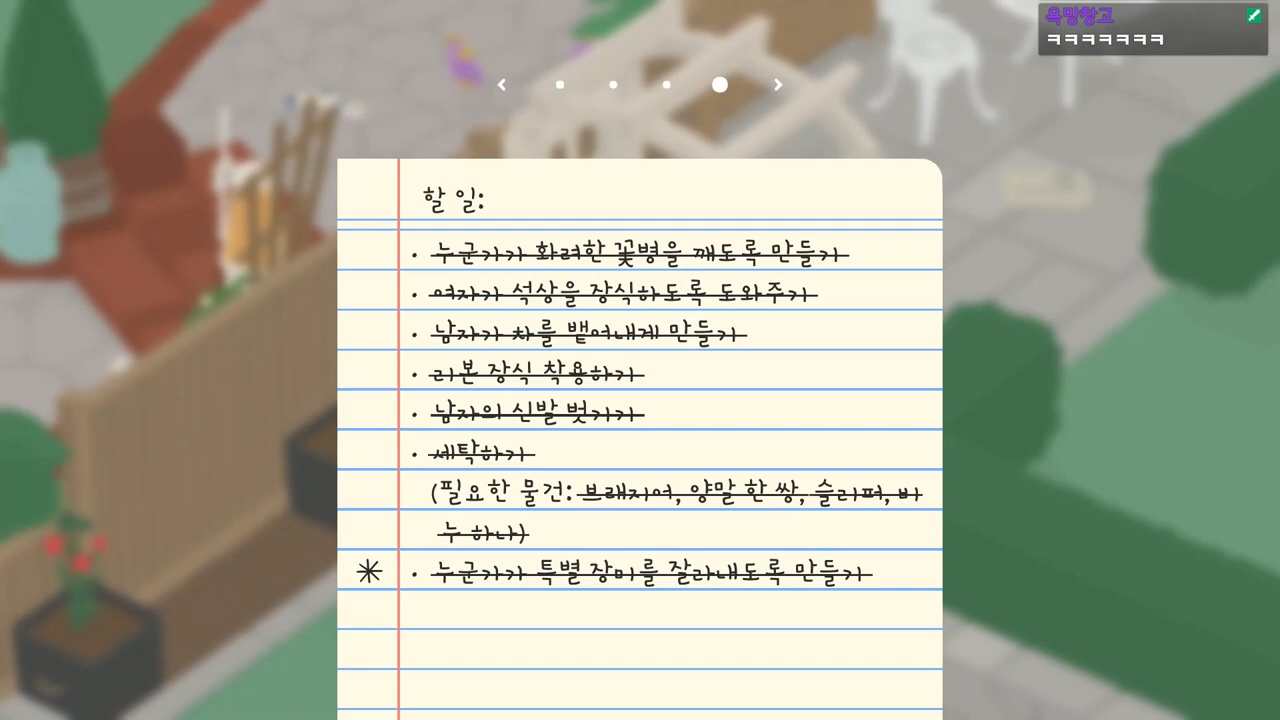 욕밍창고
ㅋㅋㅋㅋㅋㅋㅋ
할 일:
• 누군가가 화려한 꽃병을 깨도록 만들기
• 여자가 석상을 장식하도록 도와주기
• 남자가 차를 뱉어내게 만들기
• 리본 장식 착용하기
• 남자의 신발 벗기기
• 세탁하기
(필요한 물건: 브래지어, 양말 한 쌍, 슬리퍼, 비
누 하나)
• 누군가가 특별 장미를 잘라내도록 만들기